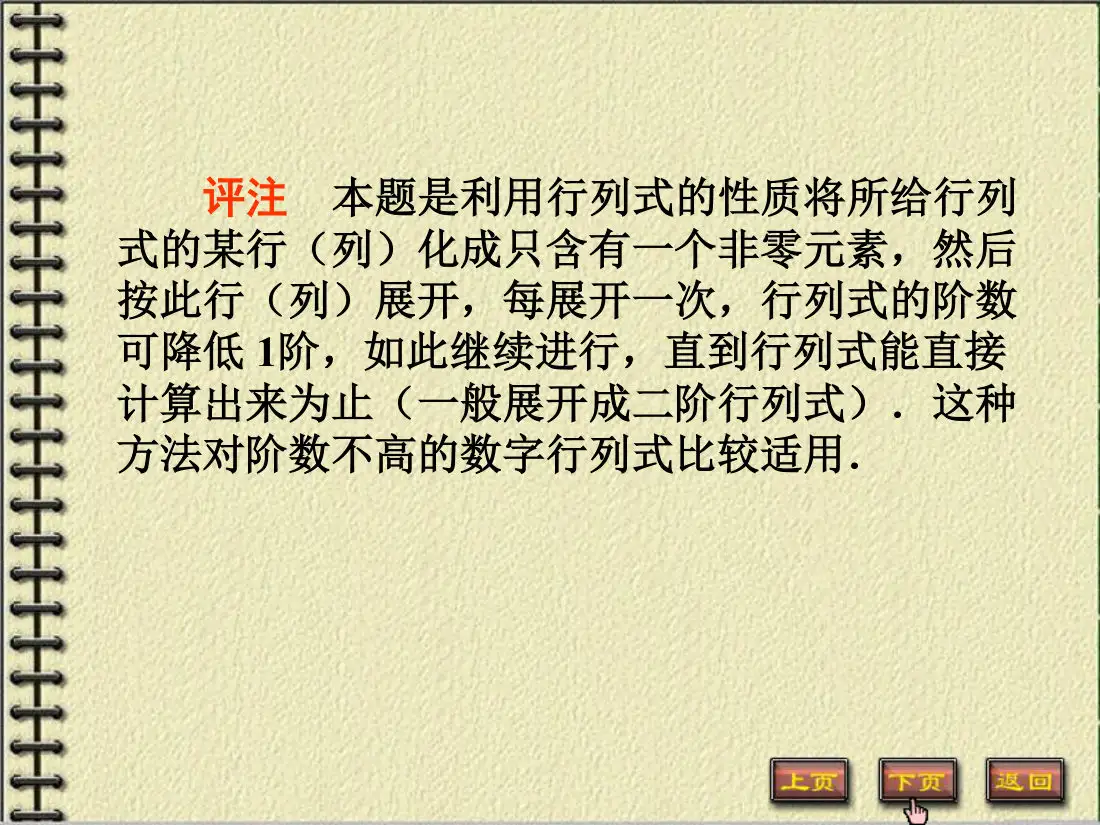 评注 本题是利用行列式的性质将所给行列
式的某行（列）化成只含有一个非零元素，然后
按此行（列）展开，每展开一次，行列式的阶数
可降低 1阶，如此继续进行，直到行列式能直接
计算出来为止（一般展开成二阶行列式）．这种
方法对阶数不高的数字行列式比较适用．
上页 下页 返回